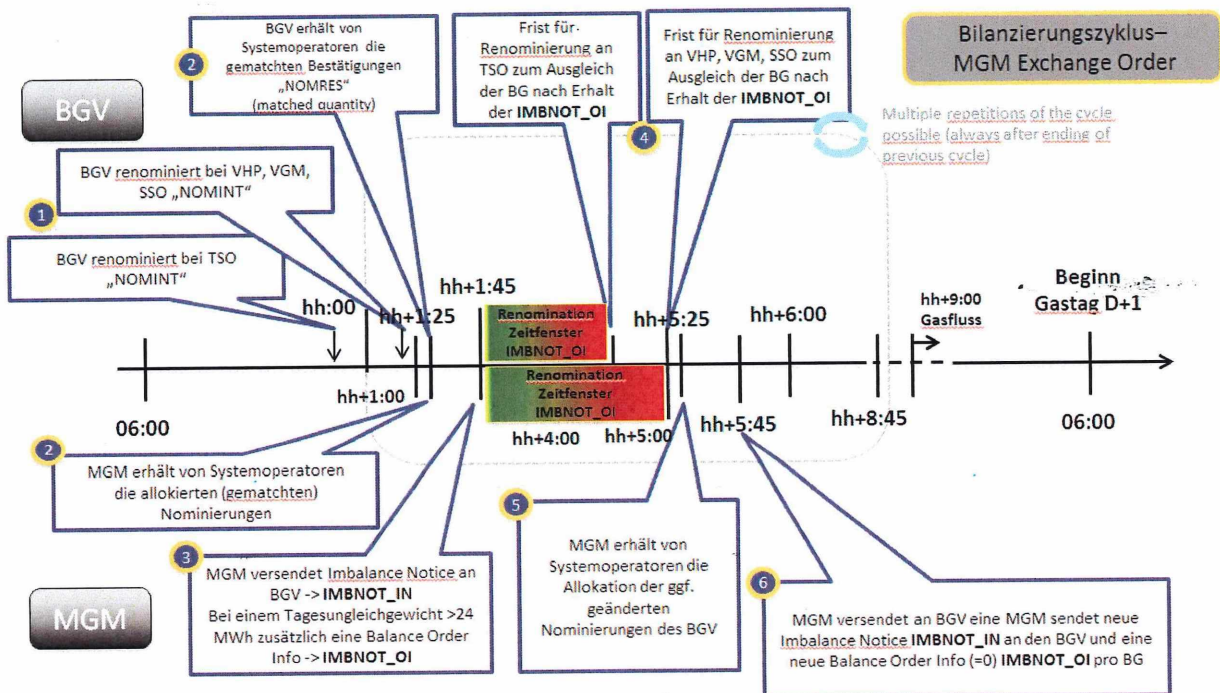 Bilanzierungszyklus–
MGM Exchange Order
Multiple repetitions of the cycle
possible (always after ending of
previous cycle)
BGV
2
BGV erhält von
Systemoperatoren die
gematchten Bestätigungen
„NOMRES“
(matched quantity)
Frist für
Renominierung an
TSO zum Ausgleich
der BG nach Erhalt
der IMBNOT_OI
4
Frist für Renominierung
an VHP, VGM, SSO zum
Ausgleich der BG nach
Erhalt der IMBNOT_OI
1
BGV renominiert bei VHP, VGM,
SSO „NOMINT“
BGV renominiert bei TSO
„NOMINT“
hh:00
hh+1:25
hh+1:45
Renomination
Zeitfenster
IMBNOT_OI
hh+5:25
hh+6:00
hh+9:00
Gasfluss
Beginn
Gastag D+1
06:00
hh+1:00
Renomination
Zeitfenster
IMBNOT_OI
hh+4:00
hh+5:00
hh+5:45
hh+8:45
06:00
2
MGM erhält von Systemoperatoren
die allokierten (gematchten)
Nominierungen
MGM
3
MGM versendet Imbalance Notice an
BGV -> IMBNOT_IN
Bei einem Tagesungleichgewicht >24
MWh zusätzlich eine Balance Order
Info -> IMBNOT_OI
5
MGM erhält von
Systemoperatoren die
Allokation der ggf.
geänderten
Nominierungen des BGV
6
MGM versendet an BGV eine MGM sendet neue
Imbalance Notice IMBNOT_IN an den BGV und eine
neue Balance Order Info (=0) IMBNOT_OI pro BG